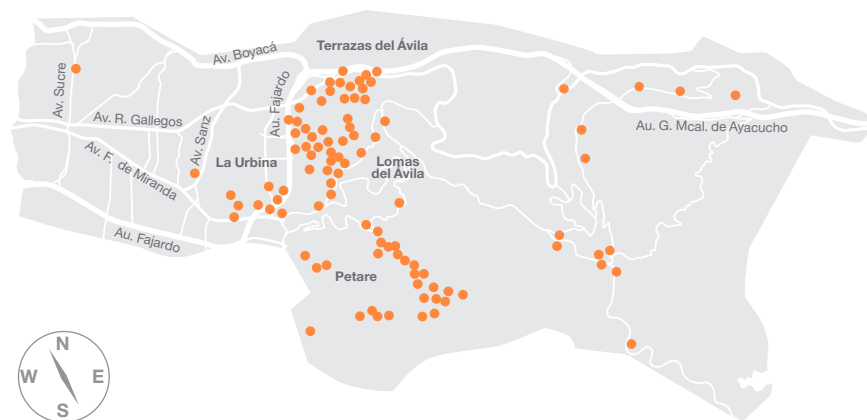 Terrazas del Ávila
Av. Boyacá
Av. Sucre
Au. Fajardo
Av. R. Gallegos
Av. Sanz
Au. G. Mcal. de Ayacucho
Av. F. de Miranda
La Urbina
Lomas
del Ávila
Au. Fajardo
Petare
N
W E
S